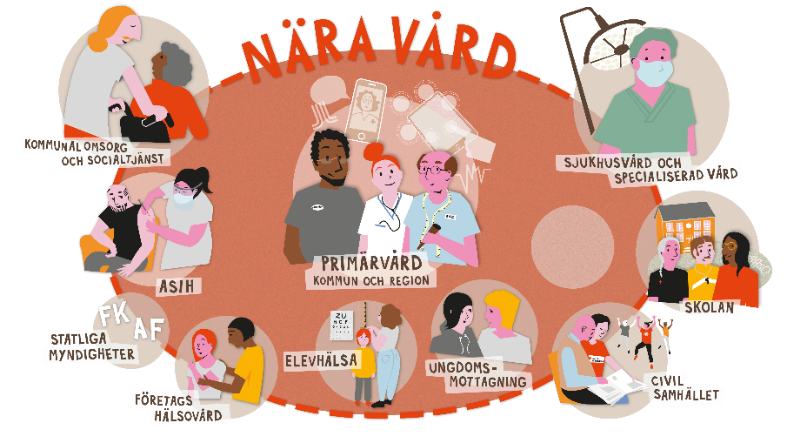 NÄRA VÅRD
KOMMUNAL OMSORG
OCH SOCIALTJÄNST
SJUKHUSVÅRD OCH
SPECIALISERAD VÅRD
ASIH
PRIMÄRVÅRD
KOMMUN OCH REGION
SKOLAN
FK
AF
STATLIGA
MYNDIGHETER
FÖRETAGS
HÄLSOVÅRD
ELEVHÄLSA
UNGDOMS-
MOTTAGNING
CIVIL
SAMHÄLLET